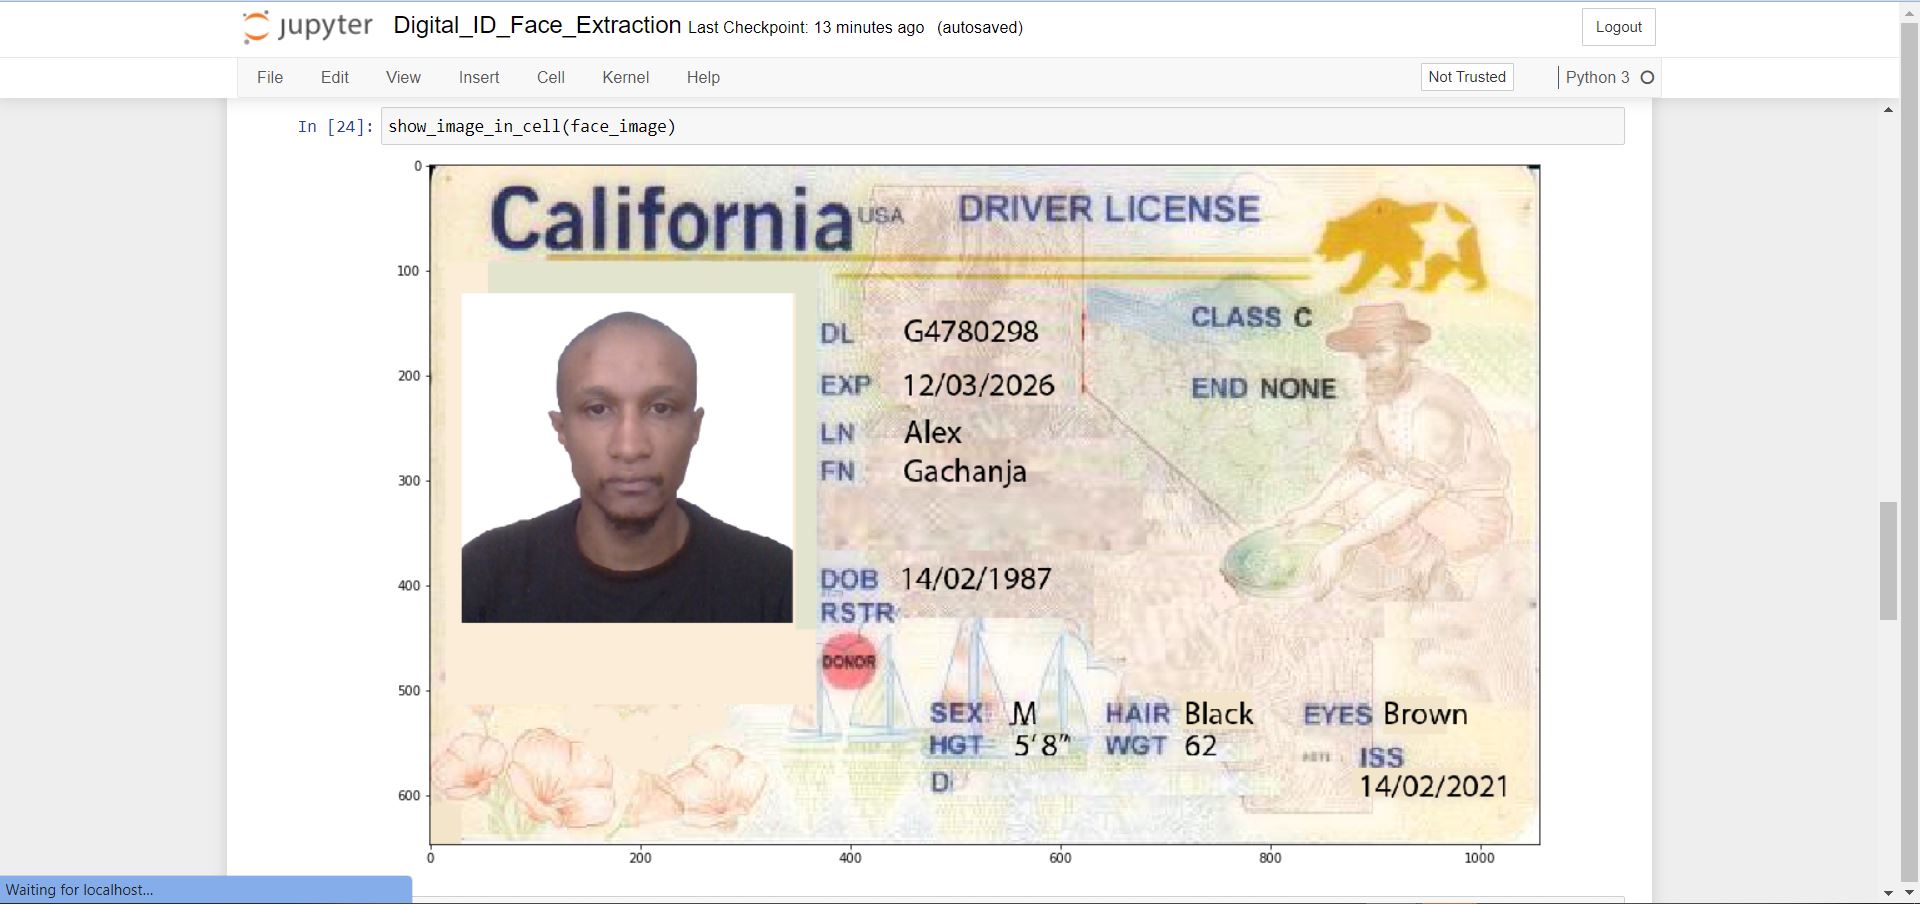 jupyter Digital_ID_Face_Extraction Last Checkpoint: 13 minutes ago (autosaved) Logout
File Edit View Insert Cell Kernel Help Not Trusted Python 3
In [24]: show_image_in_cell(face_image)
0
100
200
300
400
500
600
0 200 400 600 800 1000
California USA DRIVER LICENSE
DL G4780298 CLASS C
EXP 12/03/2026 END NONE
LN Alex
FN Gachanja
DOB 14/02/1987
RSTR
DONOR
SEX M HAIR Black EYES Brown
HGT 5'8" WGT 62 ISS
14/02/2021
Waiting for localhost...